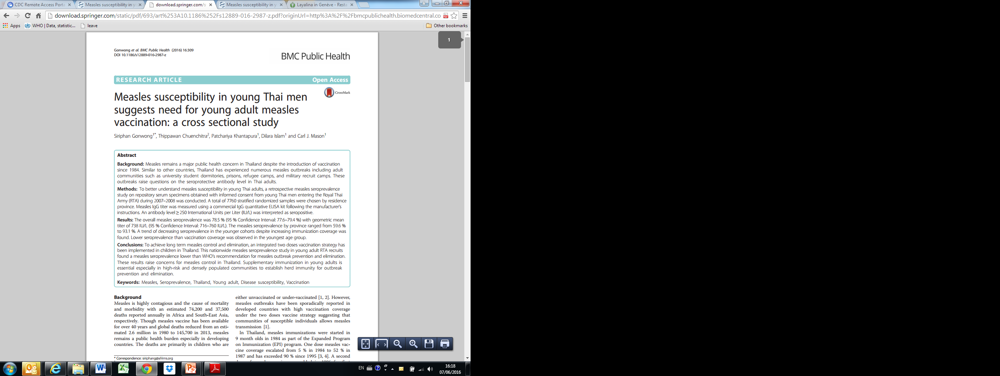 CDC Remote Access Porta
Measles susceptibility in y
download.springer.com/s
Measles susceptibility in y
Layalina in Genève - Resta
download.springer.com/static/pdf/693/art%253A10.1186%252Fs12889-016-2987-z.pdf?originUrl=http%3A%2F%2Fbmcpublichealth.biomedcentral.co
Apps
WHO | Data, statistic...
leave
Other bookmarks
1
Gonwong et al. BMC Public Health (2016) 16:309
DOI 10.1186/s12889-016-2987-z
BMC Public Health
RESEARCH ARTICLE
Open Access
CrossMark
Measles susceptibility in young Thai men
suggests need for young adult measles
vaccination: a cross sectional study
Siriphan Gonwong1*, Thippawan Chuenchitra2, Patchariya Khantapura1, Dilara Islam1 and Carl J. Mason1
Abstract
Background: Measles remains a major public health concern in Thailand despite the introduction of vaccination
since 1984. Similar to other countries, Thailand has experienced numerous measles outbreaks including adult
communities such as university student dormitories, prisons, refugee camps, and military recruit camps. These
outbreaks raise questions on the seroprotective antibody level in Thai adults.
Methods: To better understand measles susceptibility in young Thai adults, a retrospective measles seroprevalence
study on repository serum specimens obtained with informed consent from young Thai men entering the Royal Thai
Army (RTA) during 2007–2008 was conducted. A total of 7760 stratified randomized samples were chosen by residence
province. Measles IgG titer was measured using a commercial IgG quantitative ELISA kit following the manufacturer's
instructions. An antibody level ≥ 250 International Units per Liter (IU/L) was interpreted as seropositive.
Results: The overall measles seroprevalence was 78.5 % (95 % Confidence Interval: 77.6–79.4 %) with geometric mean
titer of 738 IU/L (95 % Confidence Interval: 716–760 IU/L). The measles seroprevalence by province ranged from 59.6 %
to 93.1 %. A trend of decreasing seroprevalence in the younger cohorts despite increasing immunization coverage was
found. Lower seroprevalence than vaccination coverage was observed in the youngest age group.
Conclusions: To achieve long term measles control and elimination, an integrated two doses vaccination strategy has
been implemented in children in Thailand. This nationwide measles seroprevalence study in young adult RTA recruits
found a measles seroprevalence lower than WHO's recommendation for measles outbreak prevention and elimination.
These results raise concerns for measles control in Thailand. Supplementary immunization in young adults is
essential especially in high-risk and densely populated communities to establish herd immunity for outbreak
prevention and elimination.
Keywords: Measles, Seroprevalence, Thailand, Young adult, Disease susceptibility, Vaccination
Background
Measles is highly contagious and the cause of mortality
and morbidity with an estimated 74,200 and 37,500
deaths reported annually in Africa and South-East Asia,
respectively. Though measles vaccine has been available
for over 40 years and global deaths reduced from an esti-
mated 2.6 million in 1980 to 145,700 in 2013, measles
remains a public health burden especially in developing
countries. The deaths are primarily in children who are
* Correspondence: siriphang@afrims.org
either unvaccinated or under-vaccinated [1, 2]. However,
measles outbreaks have been sporadically reported in
developed countries with high vaccination coverage
under the two doses vaccine strategy suggesting that
communities of susceptible individuals allows measles
transmission [1].
In Thailand, measles immunizations were started in
9 month olds in 1984 as part of the Expanded Program
on Immunization (EPI) program. One dose measles vac-
cine coverage escalated from 5 % in 1984 to 52 % in
1987 and has exceeded 90 % since 1995 [3, 4]. A second
EN
16:18
07/06/2016